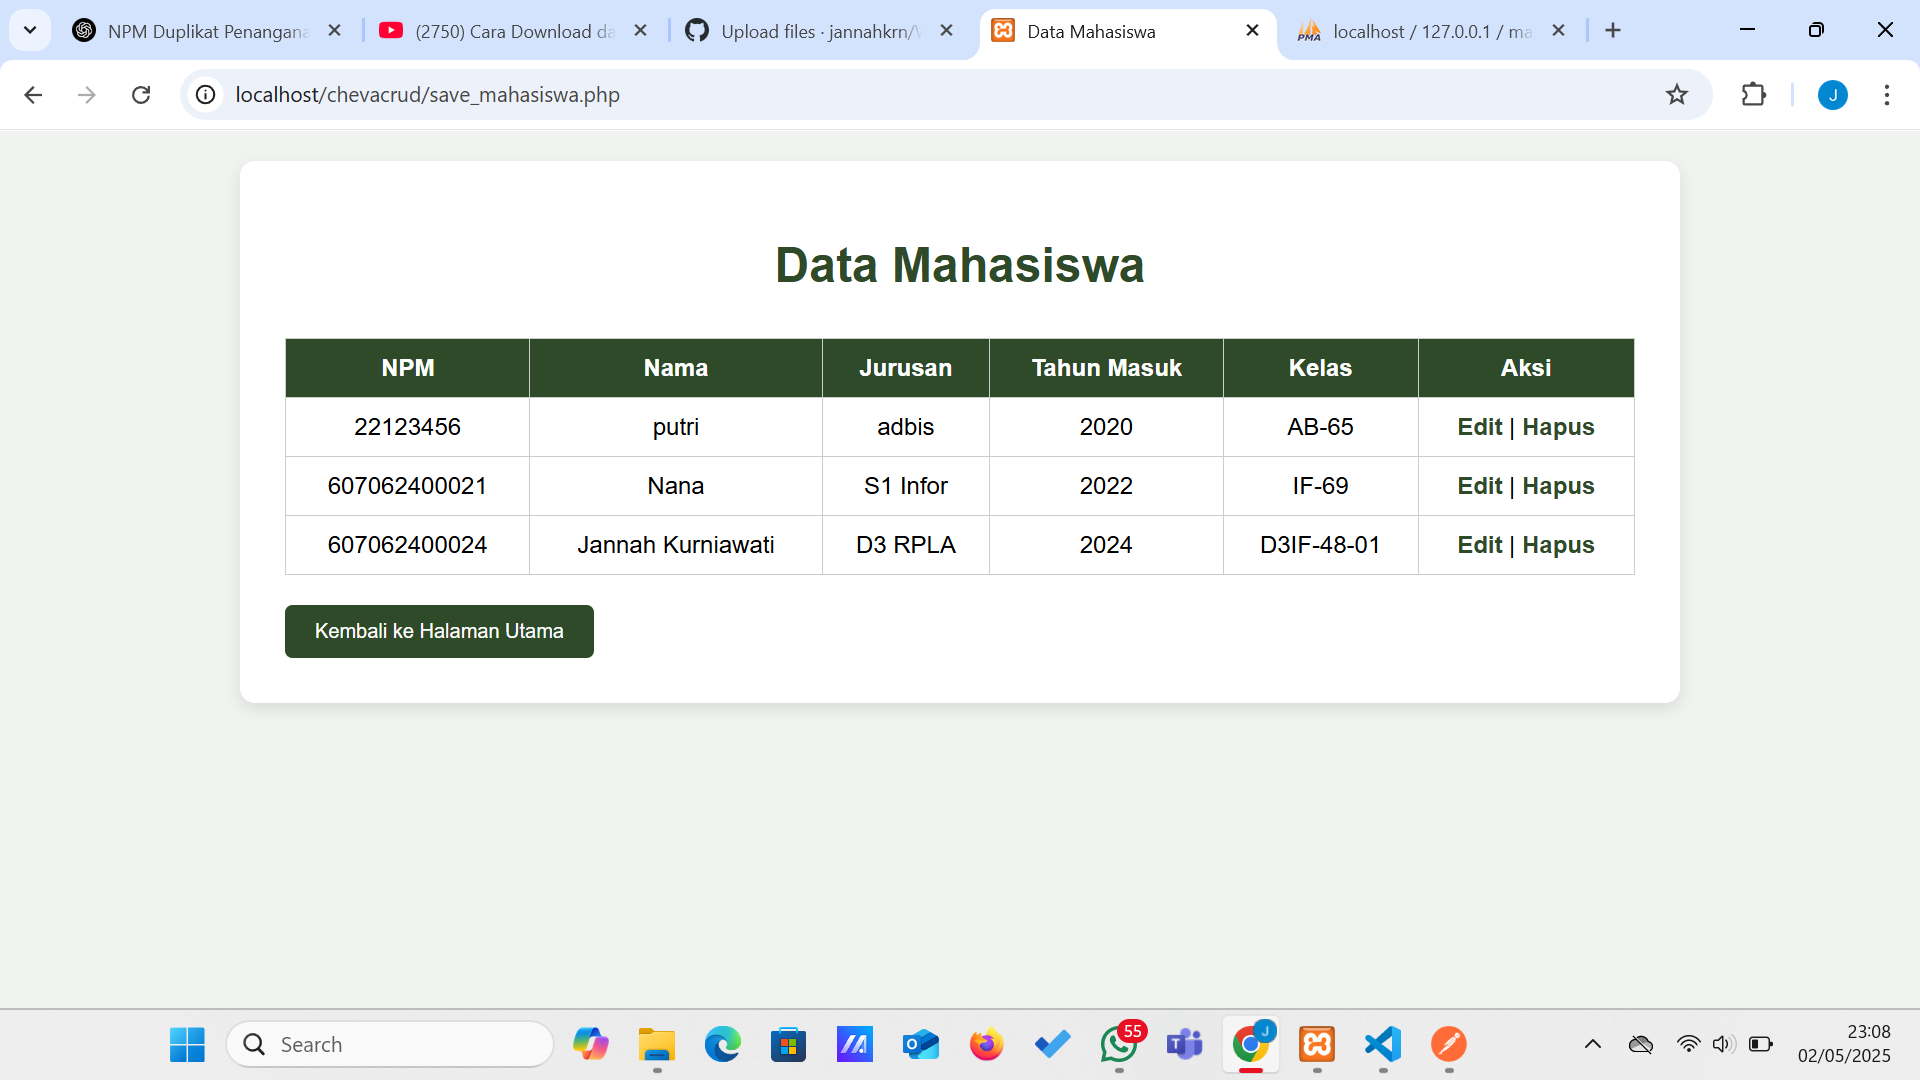 NPM Duplikat Penangana
(2750) Cara Download da
Upload files · jannahkrn/
Data Mahasiswa
localhost / 127.0.0.1 / ma
localhost/chevacrud/save_mahasiswa.php
J
Data Mahasiswa
NPM Nama Jurusan Tahun Masuk Kelas Aksi
22123456 putri adbis 2020 AB-65 Edit | Hapus
607062400021 Nana S1 Infor 2022 IF-69 Edit | Hapus
607062400024 Jannah Kurniawati D3 RPLA 2024 D3IF-48-01 Edit | Hapus
Kembali ke Halaman Utama
Search
55
J
23:08
02/05/2025